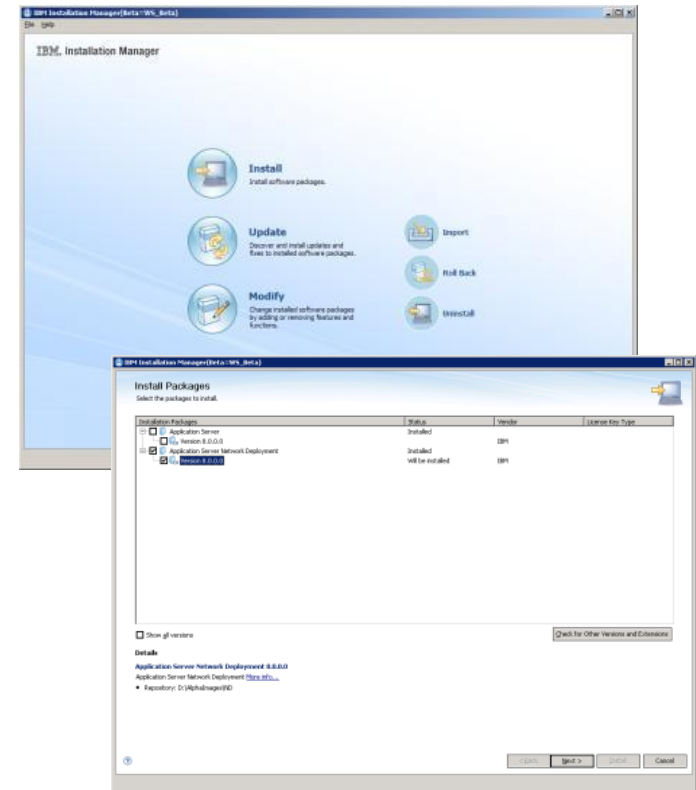 IBM Installation Manager(Beta::WS_Beta)
File Help
IBM. Installation Manager
Install
Install software packages.
Update
Discover and install updates and
fixes to installed software packages.
Modify
Change installed software packages
by adding or removing features and
functions.
Import
Roll Back
Uninstall
IBM Installation Manager(Beta::WS_Beta)
Install Packages
Select the packages to install.
Installation Packages Status Vendor License Key Type
Application Server Installed
Version 8.0.0.0 IBM
Application Server Network Deployment Installed
Version 8.0.0.0 Will be installed IBM
Show all versions
Check for Other Versions and Extensions
Details
Application Server Network Deployment 8.0.0.0
Application Server Network Deployment More info...
Repository: D:\AlphaImages\ND
? < Back Next > Install Cancel